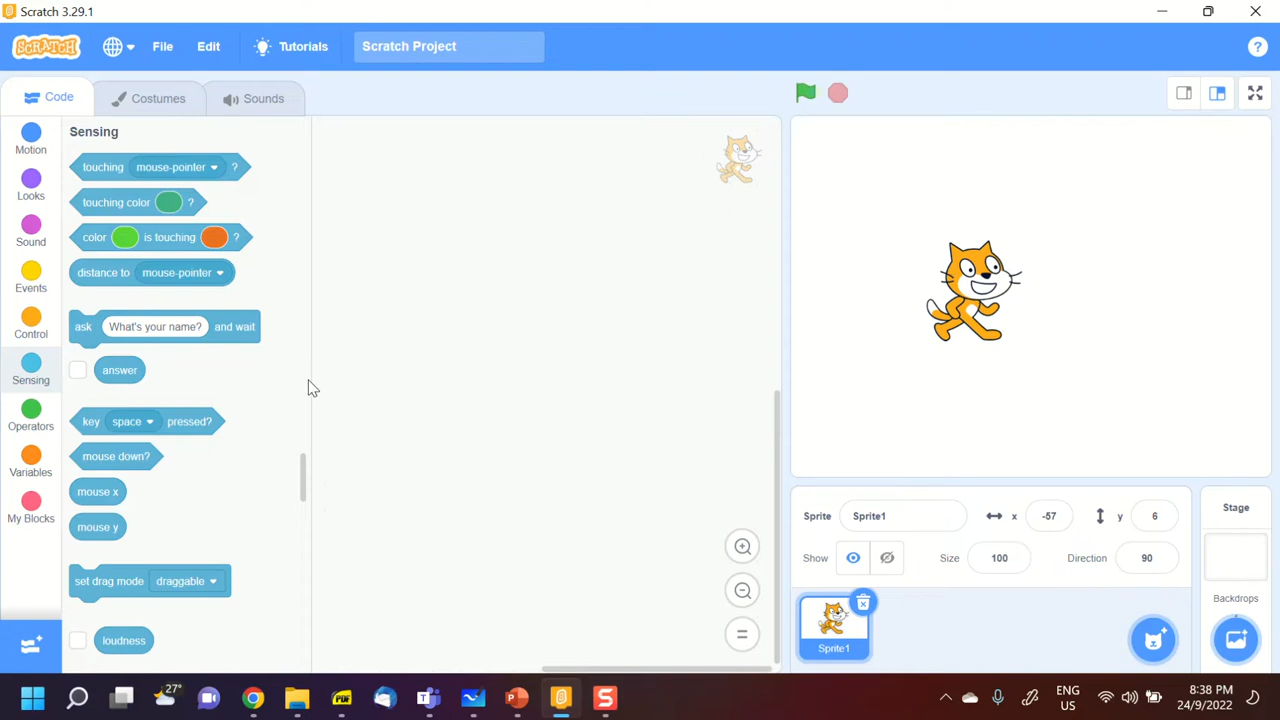 Scratch 3.29.1
SCRATCH File Edit Tutorials Scratch Project ?
Code Costumes Sounds
Motion
Looks
Sound
Events
Control
Sensing
Operators
Variables
My Blocks
Sensing
touching mouse-pointer ?
touching color ?
color is touching ?
distance to mouse-pointer
ask What's your name? and wait
answer
key space pressed?
mouse down?
mouse x
mouse y
set drag mode draggable
loudness
Sprite Sprite1 x -57 y 6
Show Size 100 Direction 90
Sprite1
Stage
Backdrops
27°
PDF
ENG
US
8:38 PM
24/9/2022